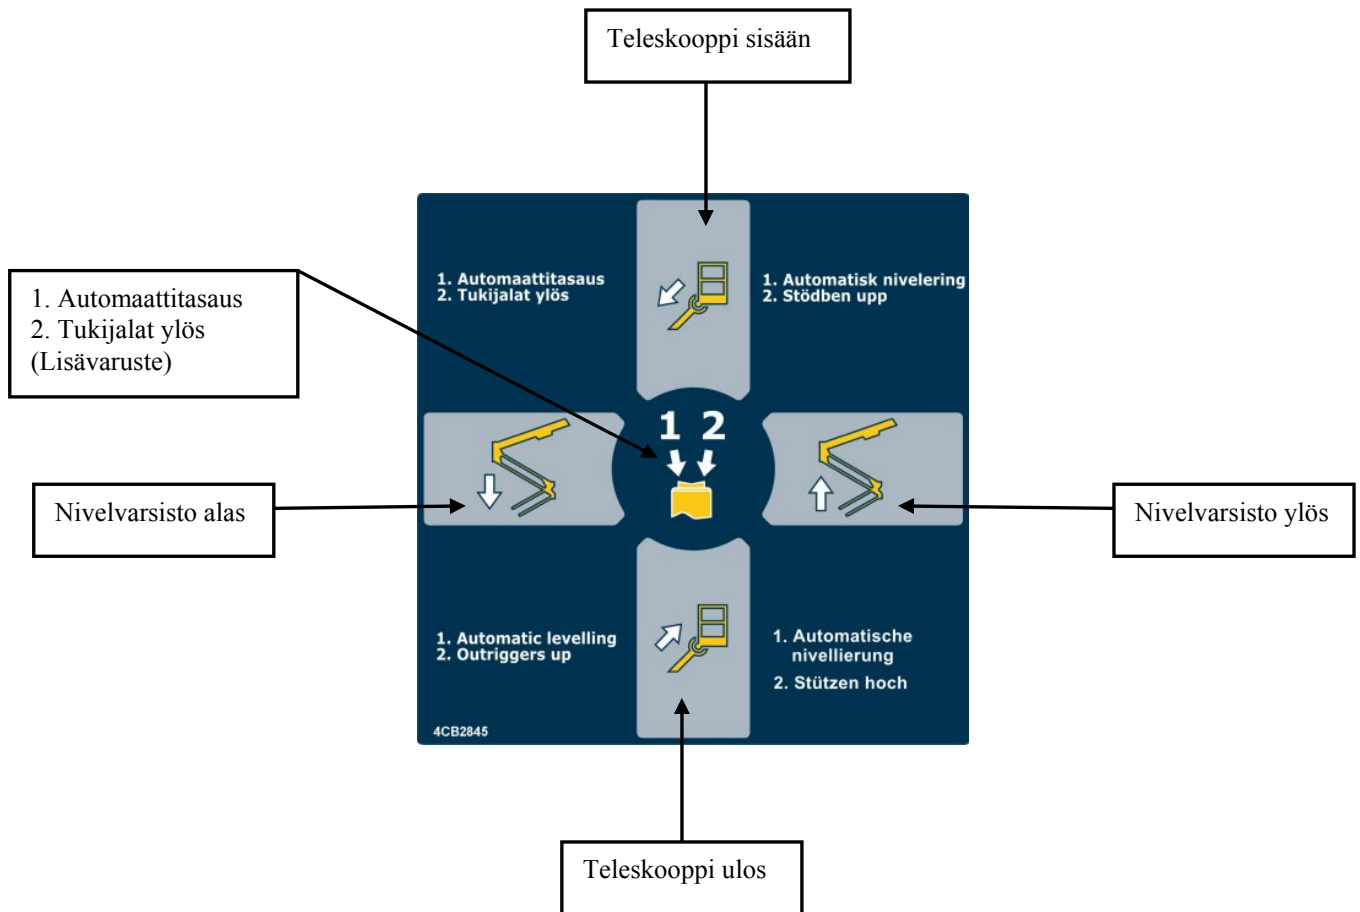 Teleskooppi sisään
1. Automaattitasaus
2. Tukijalat ylös
1. Automatisk nivelering
2. Stödben upp
1. Automaattitasaus
2. Tukijalat ylös
(Lisävaruste)
1 2
Nivelvarsisto alas
Nivelvarsisto ylös
1. Automatic levelling
2. Outriggers up
1. Automatische
nivellierung
2. Stützen hoch
4CB2845
Teleskooppi ulos